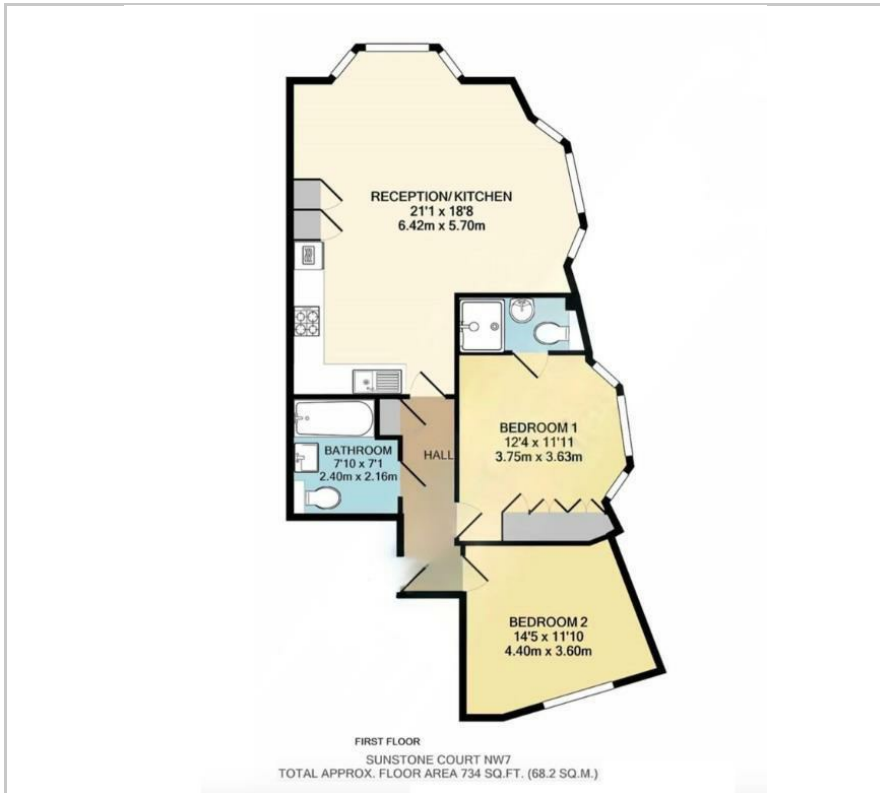 RECEPTION/ KITCHEN
21'1 x 18'8
6.42m x 5.70m
BEDROOM 1
12'4 x 11'11
3.75m x 3.63m
HALL
BATHROOM
7'10 x 7'1
2.40m x 2.16m
BEDROOM 2
14'5 x 11'10
4.40m x 3.60m
FIRST FLOOR
SUNSTONE COURT NW7
TOTAL APPROX. FLOOR AREA 734 SQ.FT. (68.2 SQ.M.)